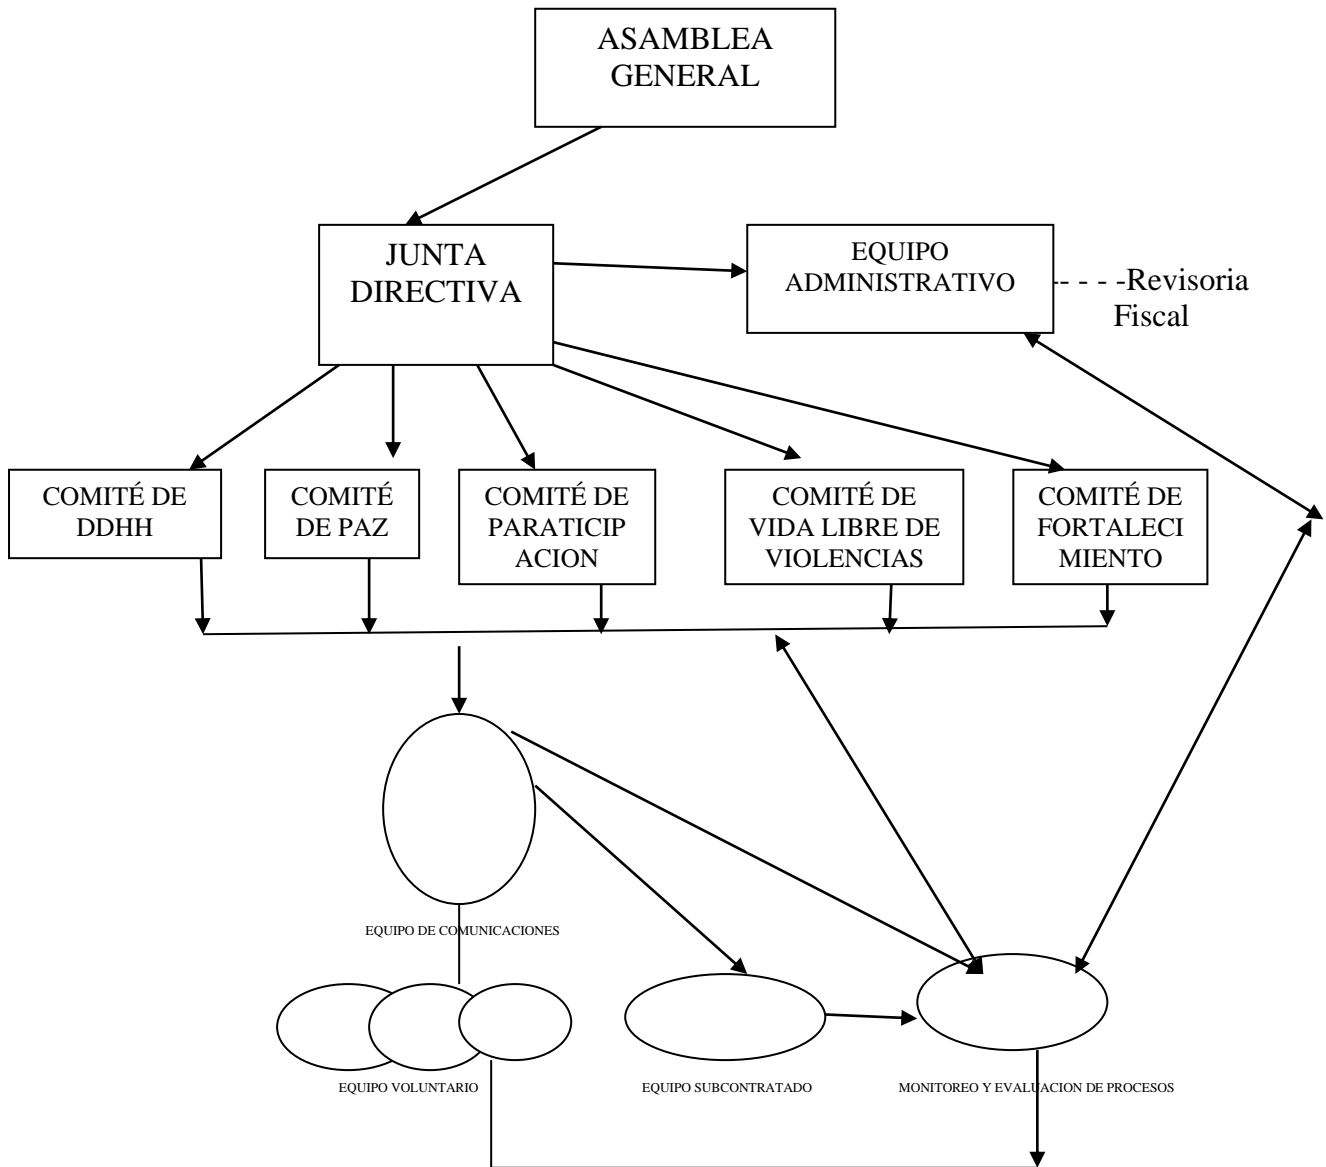 ASAMBLEA
GENERAL
JUNTA
DIRECTIVA
EQUIPO
ADMINISTRATIVO
- - - -Revisoria
Fiscal
COMITÉ DE
DDHH
COMITÉ
DE PAZ
COMITÉ DE
PARATICIP
ACION
COMITÉ DE
VIDA LIBRE DE
VIOLENCIAS
COMITÉ DE
FORTALECI
MIENTO
EQUIPO DE COMUNICACIONES
EQUIPO VOLUNTARIO
EQUIPO SUBCONTRATADO
MONITOREO Y EVALUACION DE PROCESOS